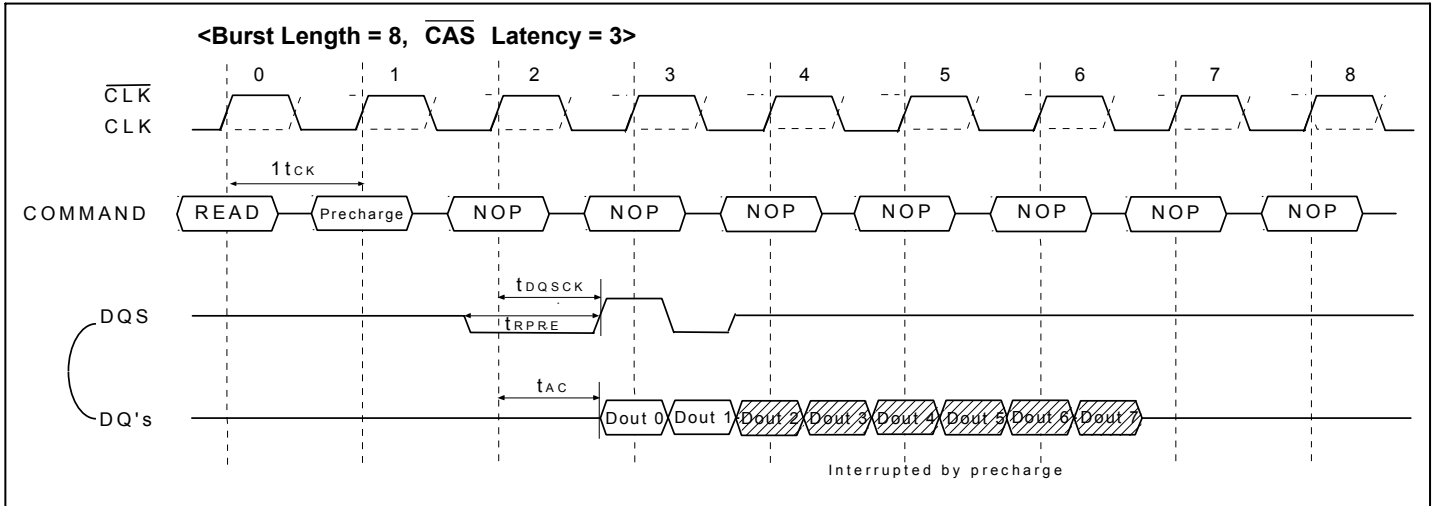 <Burst Length = 8, CAS Latency = 3>
0 1 2 3 4 5 6 7 8
CLK
CLK
1tCK
COMMAND READ Precharge NOP NOP NOP NOP NOP NOP NOP
tDQSCK
DQS
tRPRE
tAC
DQ's Dout 0 Dout 1 Dout 2 Dout 3 Dout 4 Dout 5 Dout 6 Dout 7
Interrupted by precharge